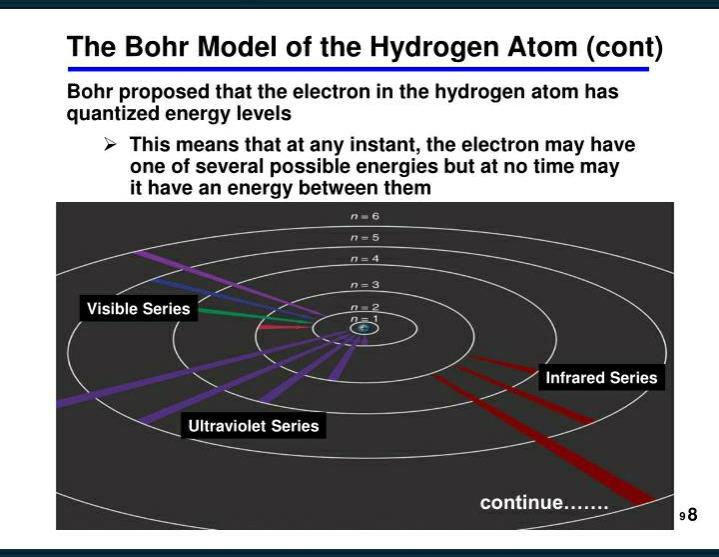 The Bohr Model of the Hydrogen Atom (cont)
Bohr proposed that the electron in the hydrogen atom has
quantized energy levels
➢ This means that at any instant, the electron may have
one of several possible energies but at no time may
it have an energy between them
n = 6
n = 5
n = 4
n = 3
n = 2
n = 1
Visible Series
Infrared Series
Ultraviolet Series
continue…….
9 8